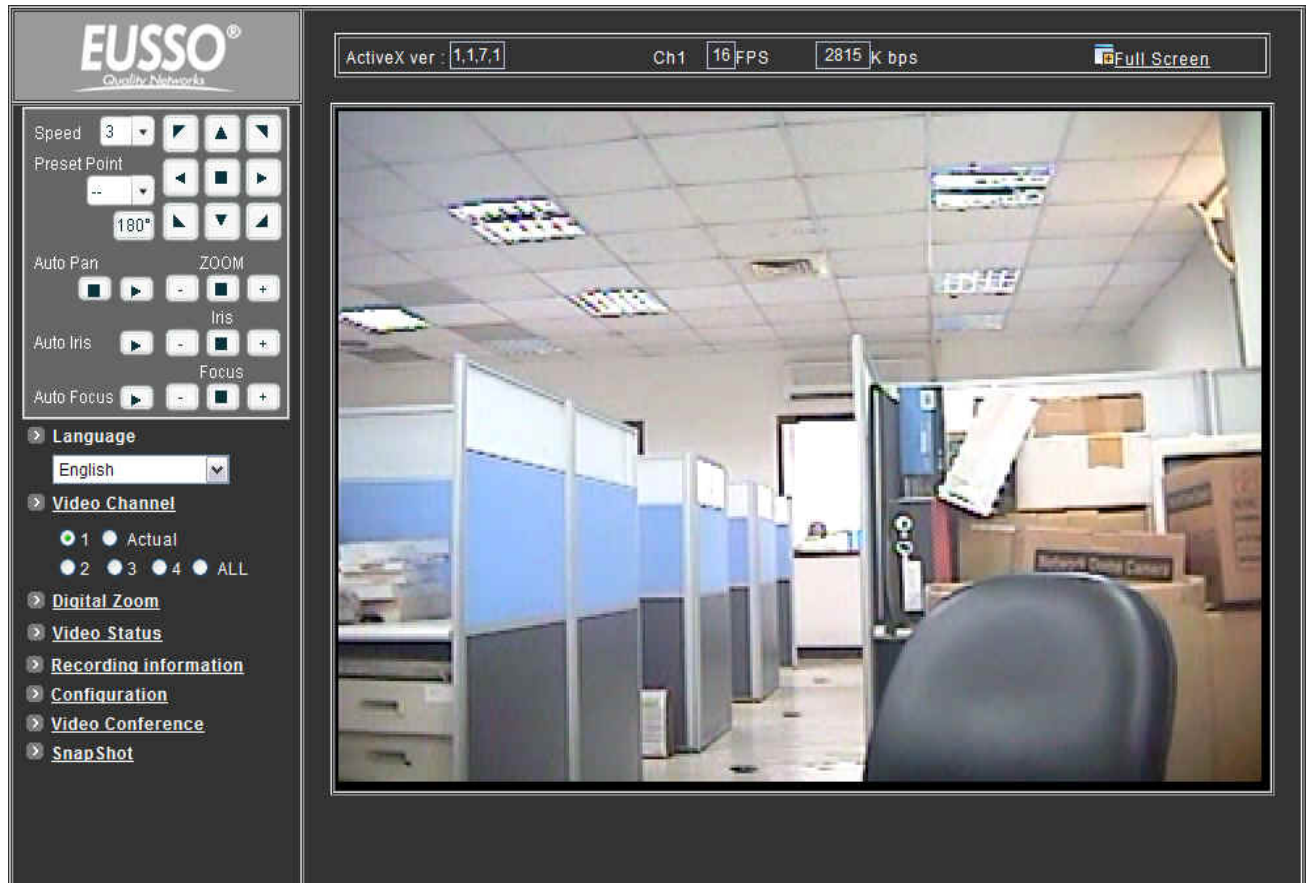 EUSSO®
Quality Networks
ActiveX ver : 1,1,7,1 Ch1 16 FPS 2815 K bps Full Screen
Speed 3
Preset Point
--
180°
Auto Pan ZOOM
- +
Iris
Auto Iris - +
Focus
Auto Focus - +
Language
English
Video Channel
1 Actual
2 3 4 ALL
Digital Zoom
Video Status
Recording information
Configuration
Video Conference
SnapShot
Network Dome Camera